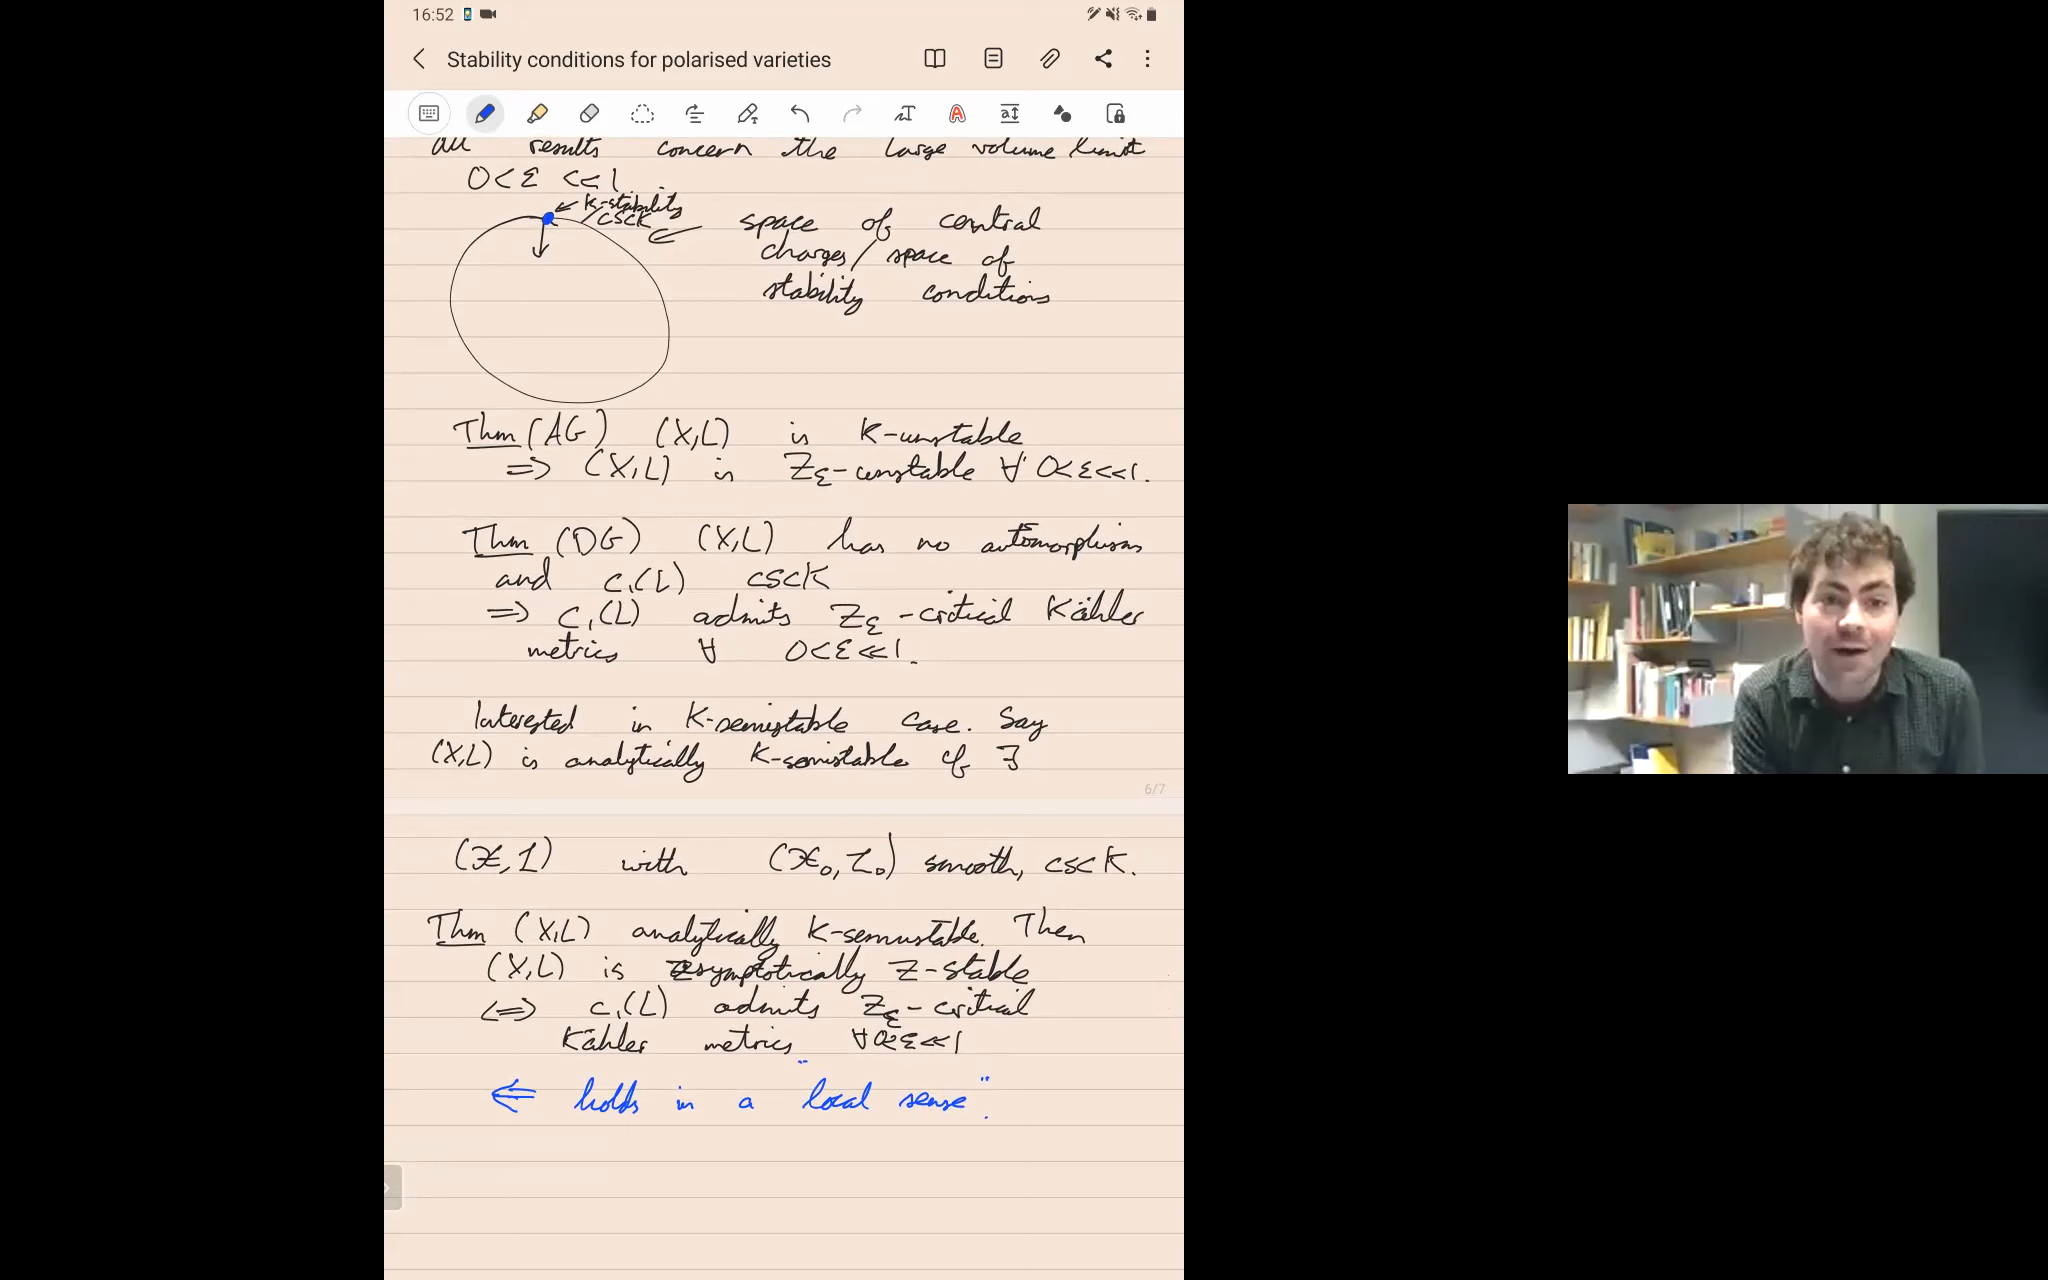 16:52
Stability conditions for polarised varieties
all results concern the large volume limit
0<ε <<1
← K-stability
/cscK
← space of central
charges/space of
stability conditions
Thm (AG) (X,L) is K-unstable
⇒ (X,L) is Z_ε-unstable ∀ 0<ε<<1.
Thm (DG) (X,L) has no automorphisms
and c₁(L) cscK
⇒ c₁(L) admits Z_ε-critical Kähler
metrics ∀ 0<ε<<1.
Interested in K-semistable case. Say
(X,L) is analytically K-semistable if ∃
6/7
(𝒳,ℒ) with (𝒳₀,ℒ₀) smooth, cscK.
Thm (X,L) analytically K-semistable. Then
(X,L) is asymptotically Z-stable
⇔ c₁(L) admits Z_ε-critical
Kähler metrics ∀0<ε<<1
⇐ holds in a "local sense".